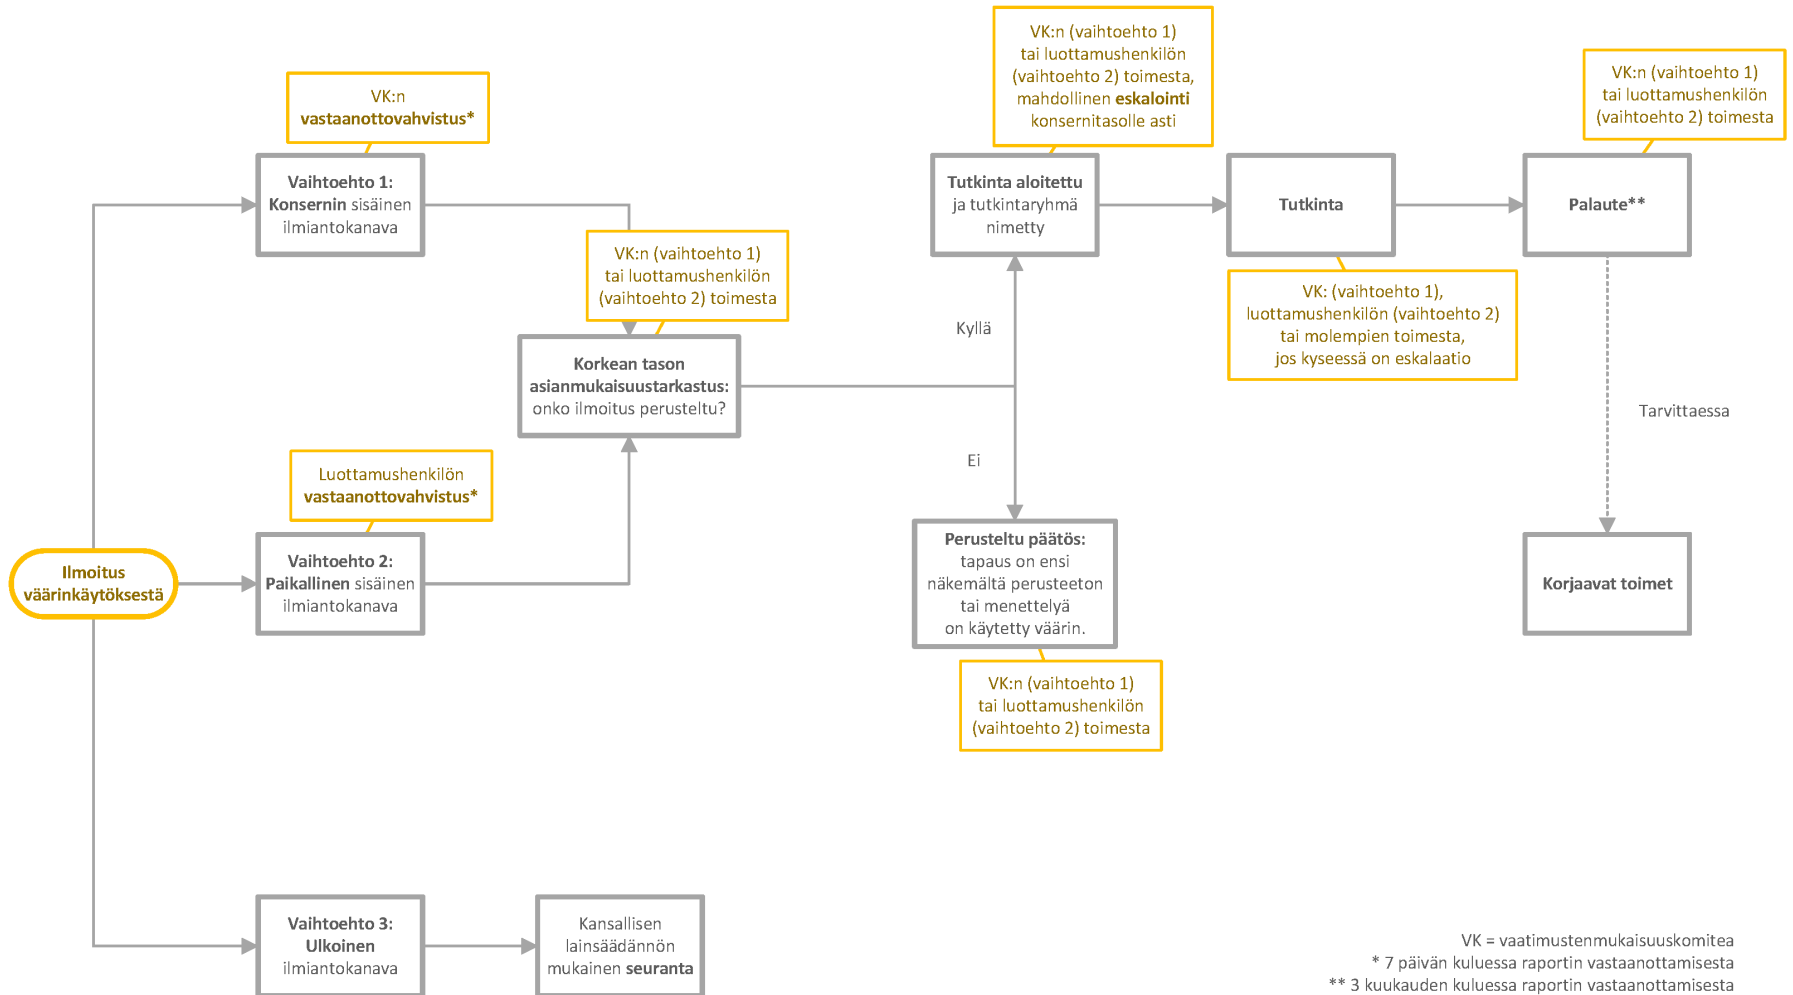 Ilmoitus
väärinkäytöksestä
VK:n
vastaanottovahvistus*
Vaihtoehto 1:
Konsernin sisäinen
ilmiantokanava
Luottamushenkilön
vastaanottovahvistus*
Vaihtoehto 2:
Paikallinen sisäinen
ilmiantokanava
Vaihtoehto 3:
Ulkoinen
ilmiantokanava
Kansallisen
lainsäädännön
mukainen seuranta
VK:n (vaihtoehto 1)
tai luottamushenkilön
(vaihtoehto 2) toimesta
Korkean tason
asianmukaisuustarkastus:
onko ilmoitus perusteltu?
Kyllä
Ei
VK:n (vaihtoehto 1)
tai luottamushenkilön
(vaihtoehto 2) toimesta,
mahdollinen eskalointi
konsernitasolle asti
Tutkinta aloitettu
ja tutkintaryhmä
nimetty
Perusteltu päätös:
tapaus on ensi
näkemältä perusteeton
tai menettelyä
on käytetty väärin.
VK:n (vaihtoehto 1)
tai luottamushenkilön
(vaihtoehto 2) toimesta
Tutkinta
VK: (vaihtoehto 1),
luottamushenkilön (vaihtoehto 2)
tai molempien toimesta,
jos kyseessä on eskalaatio
VK:n (vaihtoehto 1)
tai luottamushenkilön
(vaihtoehto 2) toimesta
Palaute**
Tarvittaessa
Korjaavat toimet
VK = vaatimustenmukaisuuskomitea
* 7 päivän kuluessa raportin vastaanottamisesta
** 3 kuukauden kuluessa raportin vastaanottamisesta